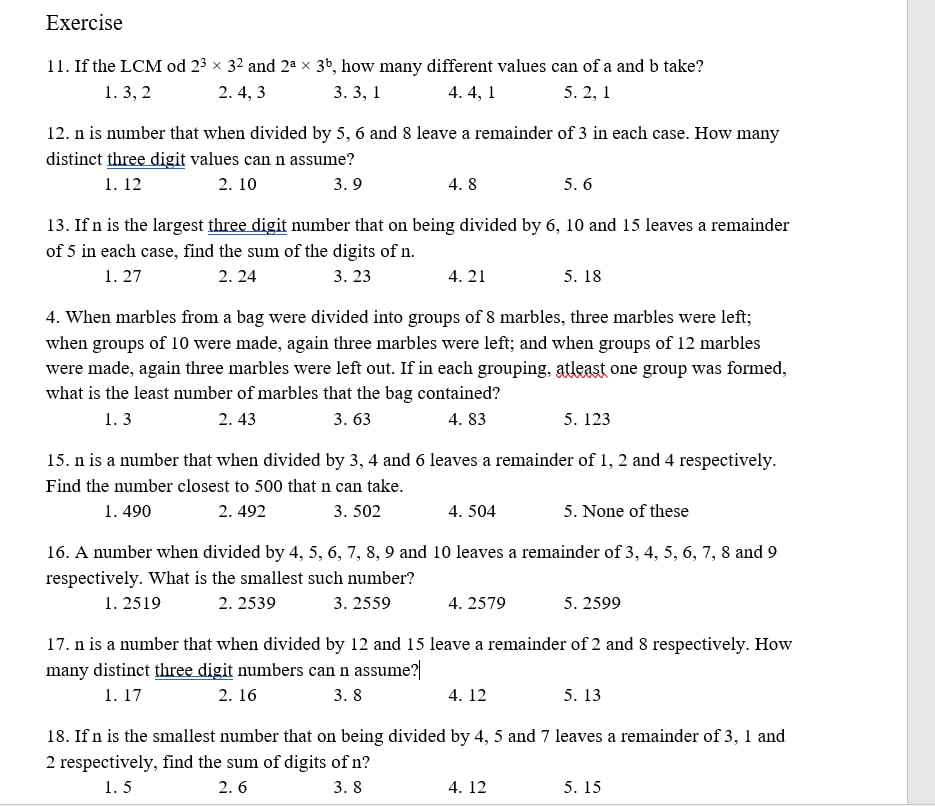 Exercise
11. If the LCM od 2³ × 3² and 2ᵃ × 3ᵇ, how many different values can of a and b take?
1. 3, 2 2. 4, 3 3. 3, 1 4. 4, 1 5. 2, 1
12. n is number that when divided by 5, 6 and 8 leave a remainder of 3 in each case. How many
distinct three digit values can n assume?
1. 12 2. 10 3. 9 4. 8 5. 6
13. If n is the largest three digit number that on being divided by 6, 10 and 15 leaves a remainder
of 5 in each case, find the sum of the digits of n.
1. 27 2. 24 3. 23 4. 21 5. 18
4. When marbles from a bag were divided into groups of 8 marbles, three marbles were left;
when groups of 10 were made, again three marbles were left; and when groups of 12 marbles
were made, again three marbles were left out. If in each grouping, atleast one group was formed,
what is the least number of marbles that the bag contained?
1. 3 2. 43 3. 63 4. 83 5. 123
15. n is a number that when divided by 3, 4 and 6 leaves a remainder of 1, 2 and 4 respectively.
Find the number closest to 500 that n can take.
1. 490 2. 492 3. 502 4. 504 5. None of these
16. A number when divided by 4, 5, 6, 7, 8, 9 and 10 leaves a remainder of 3, 4, 5, 6, 7, 8 and 9
respectively. What is the smallest such number?
1. 2519 2. 2539 3. 2559 4. 2579 5. 2599
17. n is a number that when divided by 12 and 15 leave a remainder of 2 and 8 respectively. How
many distinct three digit numbers can n assume?
1. 17 2. 16 3. 8 4. 12 5. 13
18. If n is the smallest number that on being divided by 4, 5 and 7 leaves a remainder of 3, 1 and
2 respectively, find the sum of digits of n?
1. 5 2. 6 3. 8 4. 12 5. 15